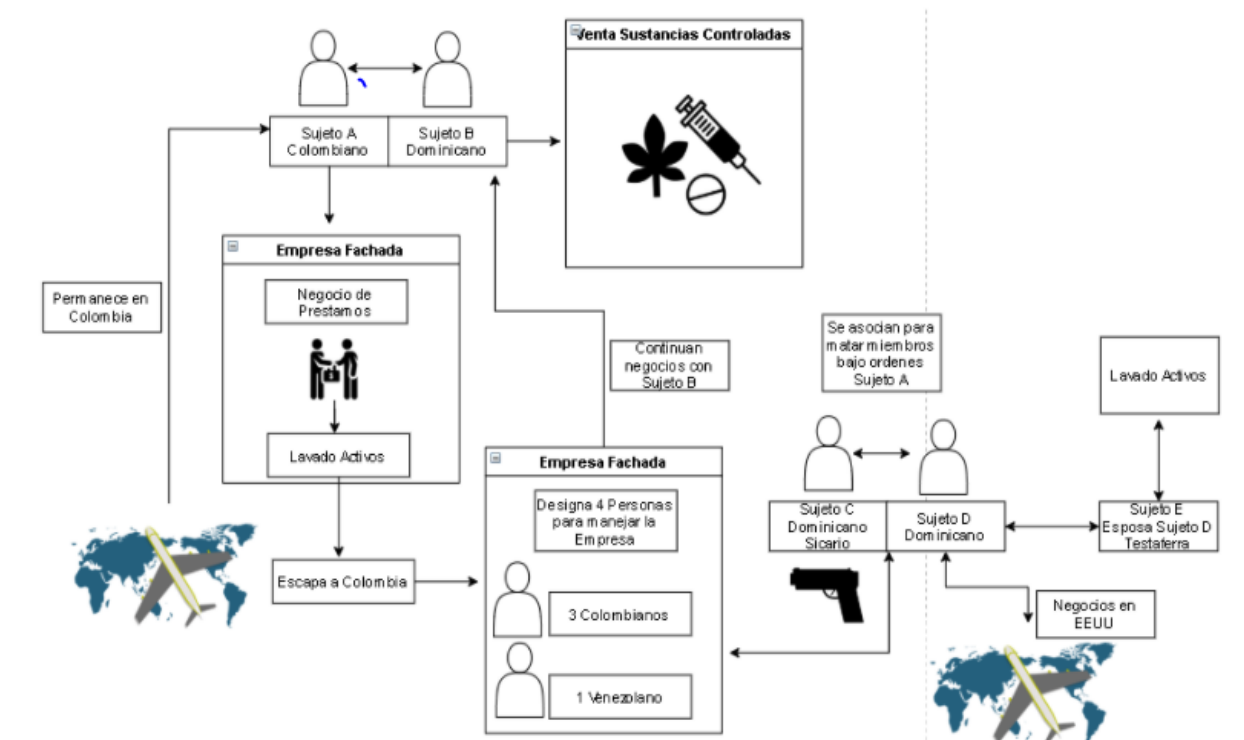 Venta Sustancias Controladas
Sujeto A
Colombiano
Sujeto B
Dominicano
Empresa Fachada
Negocio de
Prestamos
Lavado Activos
Permanece en
Colombia
Escapa a Colombia
Continuan
negocios con
Sujeto B
Empresa Fachada
Designa 4 Personas
para manejar la
Empresa
3 Colombianos
1 Venezolano
Se asocian para
matar miembros
bajo ordenes
Sujeto A
Sujeto C
Dominicano
Sicario
Sujeto D
Dominicano
Lavado Activos
Sujeto E
Esposa Sujeto D
Testaferra
Negocios en
EEUU